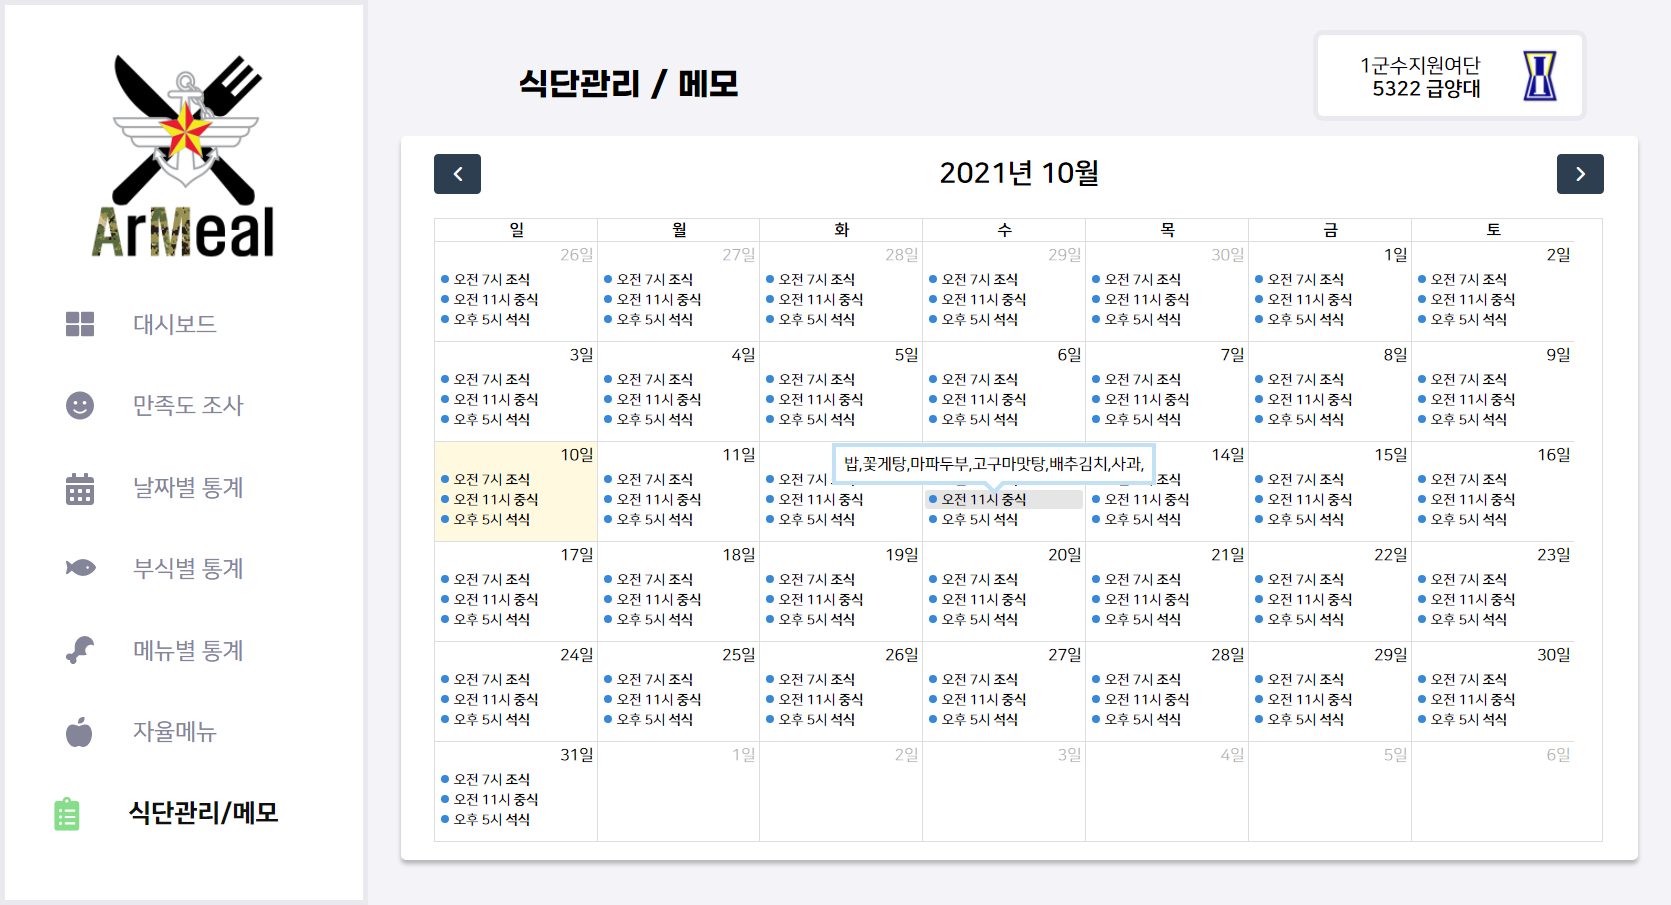 ArMeal
대시보드
만족도 조사
날짜별 통계
부식별 통계
메뉴별 통계
자율메뉴
식단관리/메모
식단관리 / 메모
1군수지원여단
5322 급양대
2021년 10월
일 월 화 수 목 금 토
26일 27일 28일 29일 30일 1일 2일
오전 7시 조식 오전 7시 조식 오전 7시 조식 오전 7시 조식 오전 7시 조식 오전 7시 조식 오전 7시 조식
오전 11시 중식 오전 11시 중식 오전 11시 중식 오전 11시 중식 오전 11시 중식 오전 11시 중식 오전 11시 중식
오후 5시 석식 오후 5시 석식 오후 5시 석식 오후 5시 석식 오후 5시 석식 오후 5시 석식 오후 5시 석식
3일 4일 5일 6일 7일 8일 9일
오전 7시 조식 오전 7시 조식 오전 7시 조식 오전 7시 조식 오전 7시 조식 오전 7시 조식 오전 7시 조식
오전 11시 중식 오전 11시 중식 오전 11시 중식 오전 11시 중식 오전 11시 중식 오전 11시 중식 오전 11시 중식
오후 5시 석식 오후 5시 석식 오후 5시 석식 오후 5시 석식 오후 5시 석식 오후 5시 석식 오후 5시 석식
10일 11일 14일 15일 16일
밥,꽃게탕,마파두부,고구마맛탕,배추김치,사과,
오전 7시 조식 오전 7시 조식 오전 7시 조식 오전 7시 조식 오전 7시 조식 오전 7시 조식 오전 7시 조식
오전 11시 중식 오전 11시 중식 오전 11시 중식 오전 11시 중식 오전 11시 중식 오전 11시 중식 오전 11시 중식
오후 5시 석식 오후 5시 석식 오후 5시 석식 오후 5시 석식 오후 5시 석식 오후 5시 석식 오후 5시 석식
17일 18일 19일 20일 21일 22일 23일
오전 7시 조식 오전 7시 조식 오전 7시 조식 오전 7시 조식 오전 7시 조식 오전 7시 조식 오전 7시 조식
오전 11시 중식 오전 11시 중식 오전 11시 중식 오전 11시 중식 오전 11시 중식 오전 11시 중식 오전 11시 중식
오후 5시 석식 오후 5시 석식 오후 5시 석식 오후 5시 석식 오후 5시 석식 오후 5시 석식 오후 5시 석식
24일 25일 26일 27일 28일 29일 30일
오전 7시 조식 오전 7시 조식 오전 7시 조식 오전 7시 조식 오전 7시 조식 오전 7시 조식 오전 7시 조식
오전 11시 중식 오전 11시 중식 오전 11시 중식 오전 11시 중식 오전 11시 중식 오전 11시 중식 오전 11시 중식
오후 5시 석식 오후 5시 석식 오후 5시 석식 오후 5시 석식 오후 5시 석식 오후 5시 석식 오후 5시 석식
31일 1일 2일 3일 4일 5일 6일
오전 7시 조식
오전 11시 중식
오후 5시 석식